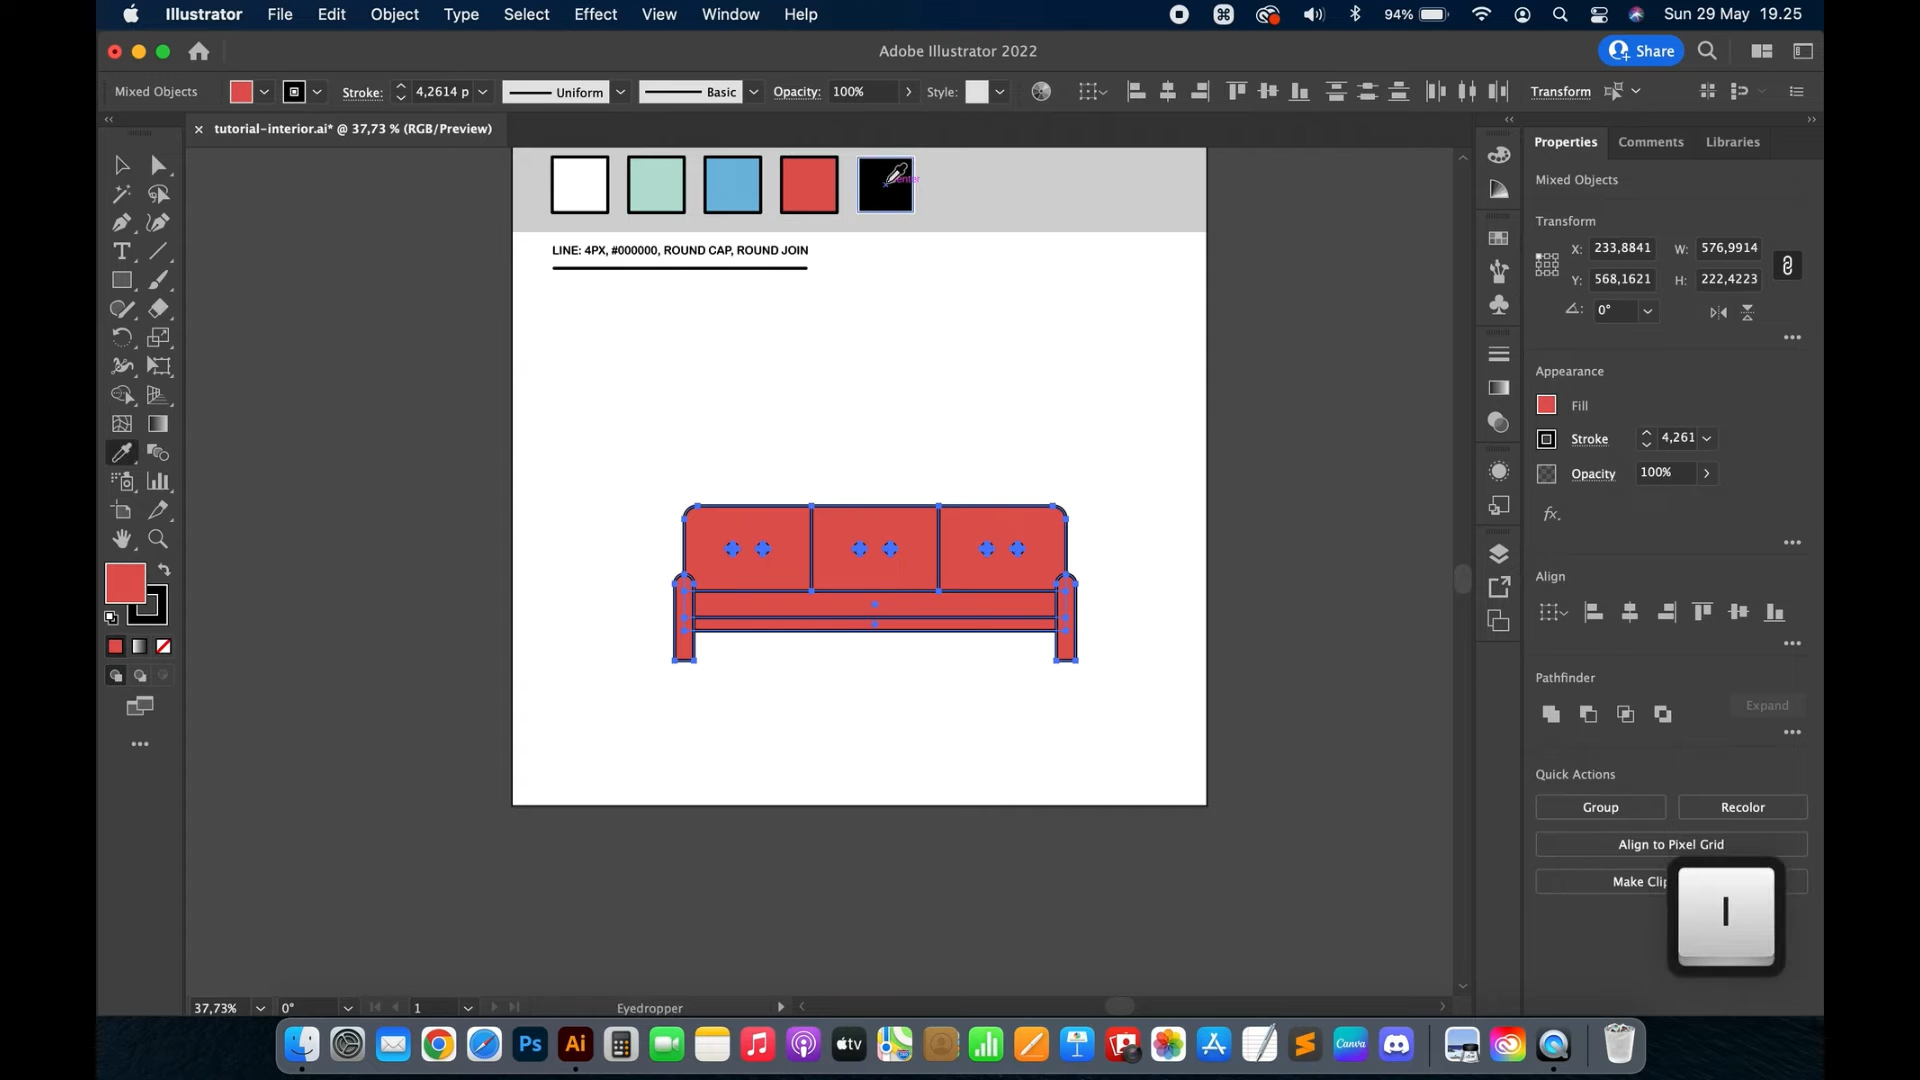 Illustrator File Edit Object Type Select Effect View Window Help
94% Sun 29 May 19.25
Adobe Illustrator 2022
Share
Mixed Objects Stroke: 4,2614 p Uniform Basic Opacity: 100% Style: Transform
× tutorial-interior.ai* @ 37,73 % (RGB/Preview)
Properties Comments Libraries
Mixed Objects
Transform
X: 233,8841 W: 576,9914
Y: 568,1621 H: 222,4223
0°
LINE: 4PX, #000000, ROUND CAP, ROUND JOIN
Appearance
Fill
Stroke 4,261
Opacity 100%
fx.
Align
Pathfinder
Expand
Quick Actions
Group Recolor
Align to Pixel Grid
Make Clip
I
37,73% 0° 1 Eyedropper
Ps Ai tv Canva